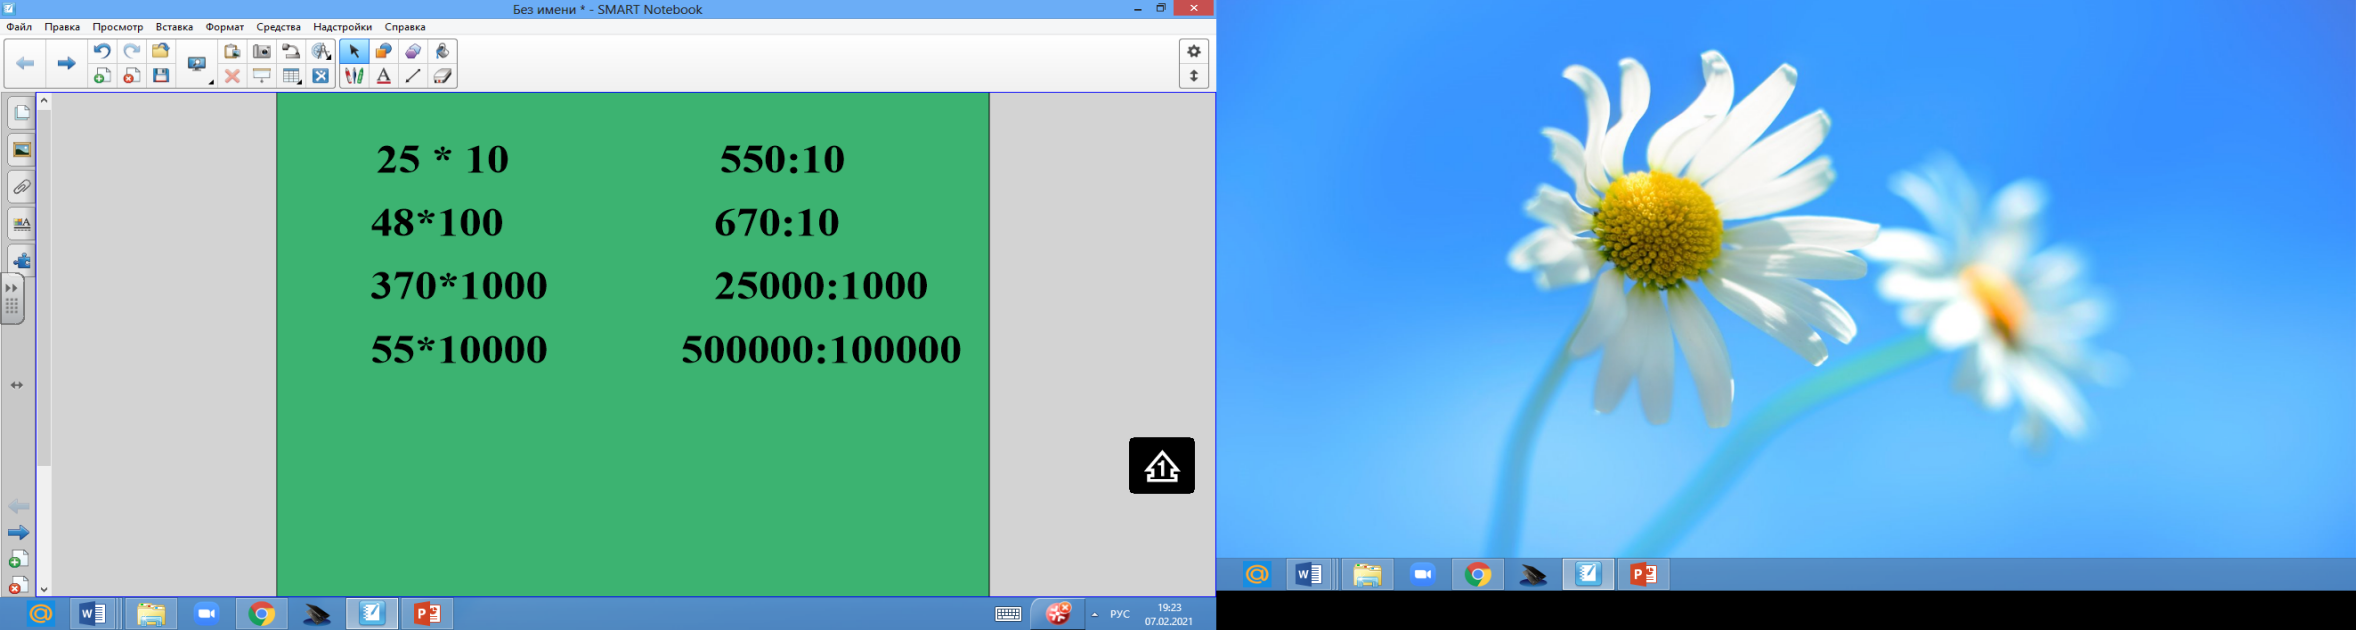 Без имени * - SMART Notebook
Файл Правка Просмотр Вставка Формат Средства Надстройки Справка
25 * 10 550:10
48*100 670:10
370*1000 25000:1000
55*10000 500000:100000
1
РУС 19:23
07.02.2021